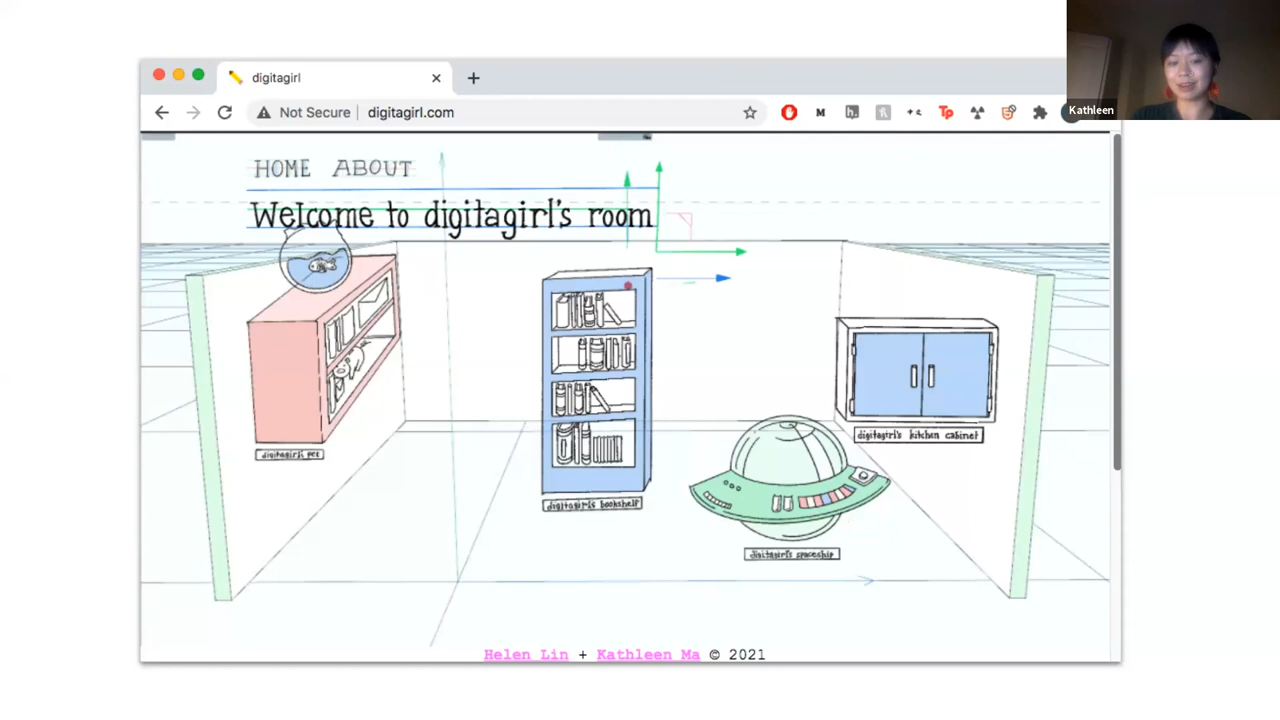 digitagirl
Not Secure | digitagirl.com
Kathleen
HOME ABOUT
Welcome to digitagirl's room
digitagirl's pet
digitagirl's bookshelf
digitagirl's kitchen cabinet
digitagirl's spaceship
Helen Lin + Kathleen Ma © 2021